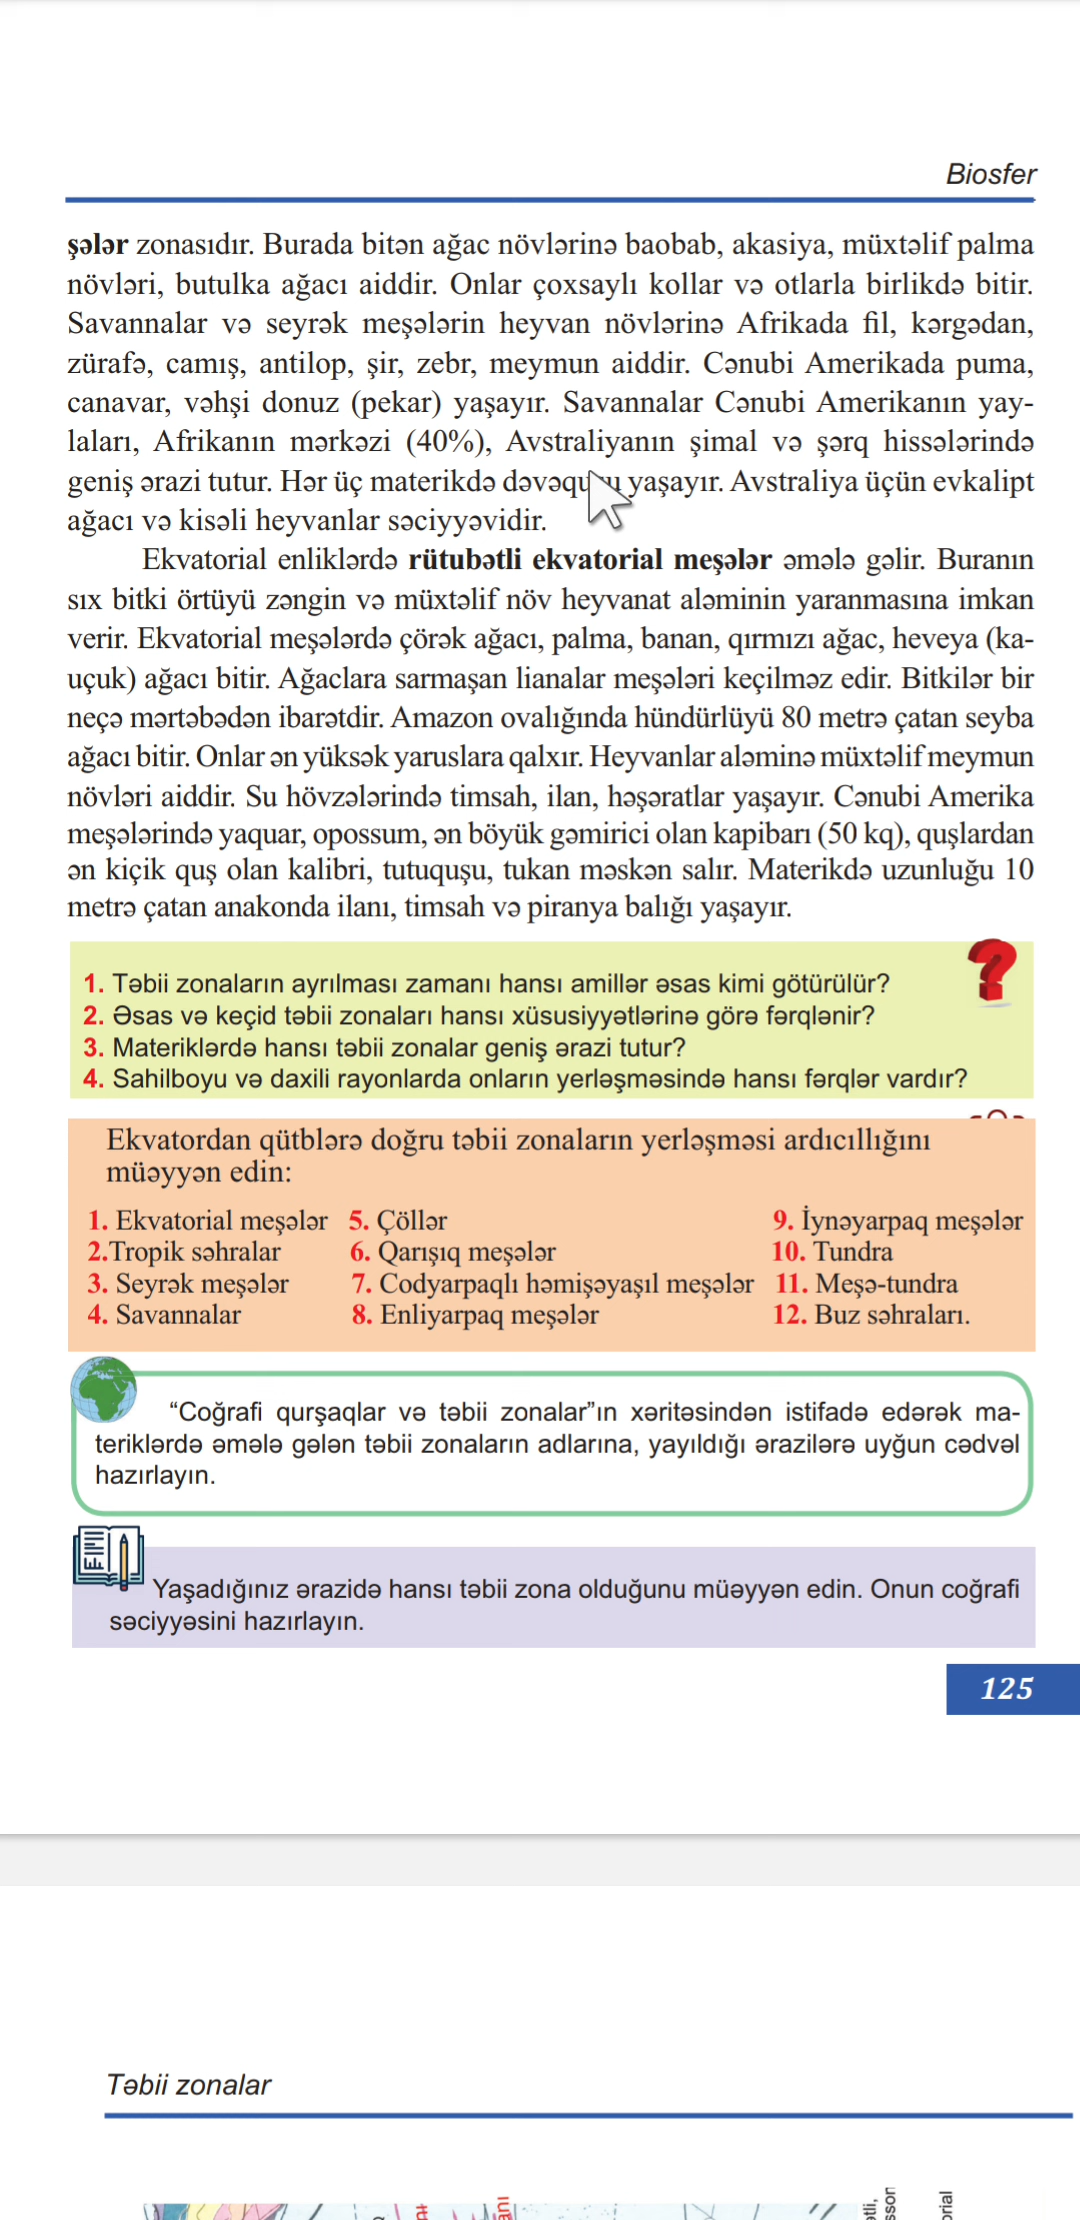 Biosfer
şələr zonasıdır. Burada bitən ağac növlərinə baobab, akasiya, müxtəlif palma
növləri, butulka ağacı aiddir. Onlar çoxsaylı kollar və otlarla birlikdə bitir.
Savannalar və seyrək meşələrin heyvan növlərinə Afrikada fil, kərgədan,
zürafə, camış, antilop, şir, zebr, meymun aiddir. Cənubi Amerikada puma,
canavar, vəhşi donuz (pekar) yaşayır. Savannalar Cənubi Amerikanın yay-
laları, Afrikanın mərkəzi (40%), Avstraliyanın şimal və şərq hissələrində
geniş ərazi tutur. Hər üç materikdə yaşayır. Avstraliya üçün evkalipt
ağacı və kisəli heyvanlar səciyyəvidir.
Ekvatorial enliklərdə rütubətli ekvatorial meşələr əmələ gəlir. Buranın
sıx bitki örtüyü zəngin və müxtəlif növ heyvanat aləminin yaranmasına imkan
verir. Ekvatorial meşələrdə çörək ağacı, palma, banan, qırmızı ağac, heveya (ka-
uçuk) ağacı bitir. Ağaclara sarmaşan lianalar meşələri keçilməz edir. Bitkilər bir
neçə mərtəbədən ibarətdir. Amazon ovalığında hündürlüyü 80 metrə çatan seyba
ağacı bitir. Onlar ən yüksək yaruslara qalxır. Heyvanlar aləminə müxtəlif meymun
növləri aiddir. Su hövzələrində timsah, ilan, həşəratlar yaşayır. Cənubi Amerika
meşələrində yaquar, opossum, ən böyük gəmirici olan kapibarı (50 kq), quşlardan
ən kiçik quş olan kalibri, tutuquşu, tukan məskən salır. Materikdə uzunluğu 10
metrə çatan anakonda ilanı, timsah və piranya balığı yaşayır.
1. Təbii zonaların ayrılması zamanı hansı amillər əsas kimi götürülür?
2. Əsas və keçid təbii zonaları hansı xüsusiyyətlərinə görə fərqlənir?
3. Materiklərdə hansı təbii zonalar geniş ərazi tutur?
4. Sahilboyu və daxili rayonlarda onların yerləşməsində hansı fərqlər vardır?
Ekvatordan qütblərə doğru təbii zonaların yerləşməsi ardıcıllığını
müəyyən edin:
1. Ekvatorial meşələr 5. Çöllər 9. İynəyarpaq meşələr
2.Tropik səhralar 6. Qarışıq meşələr 10. Tundra
3. Seyrək meşələr 7. Codyarpaqlı həmişəyaşıl meşələr 11. Meşə-tundra
4. Savannalar 8. Enliyarpaq meşələr 12. Buz səhraları.
“Coğrafi qurşaqlar və təbii zonalar”ın xəritəsindən istifadə edərək ma-
teriklərdə əmələ gələn təbii zonaların adlarına, yayıldığı ərazilərə uyğun cədvəl
hazırlayın.
Yaşadığınız ərazidə hansı təbii zona olduğunu müəyyən edin. Onun coğrafi
səciyyəsini hazırlayın.
125
Təbii zonalar